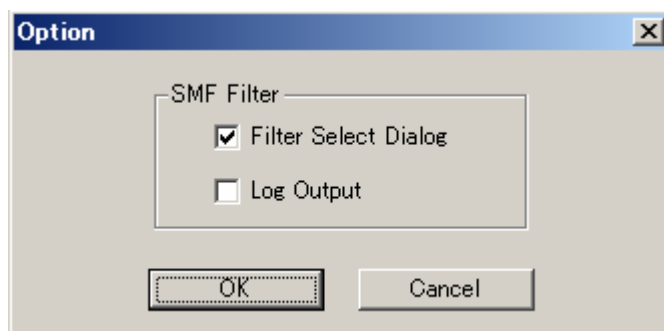 Option
SMF Filter
Filter Select Dialog
Log Output
OK
Cancel